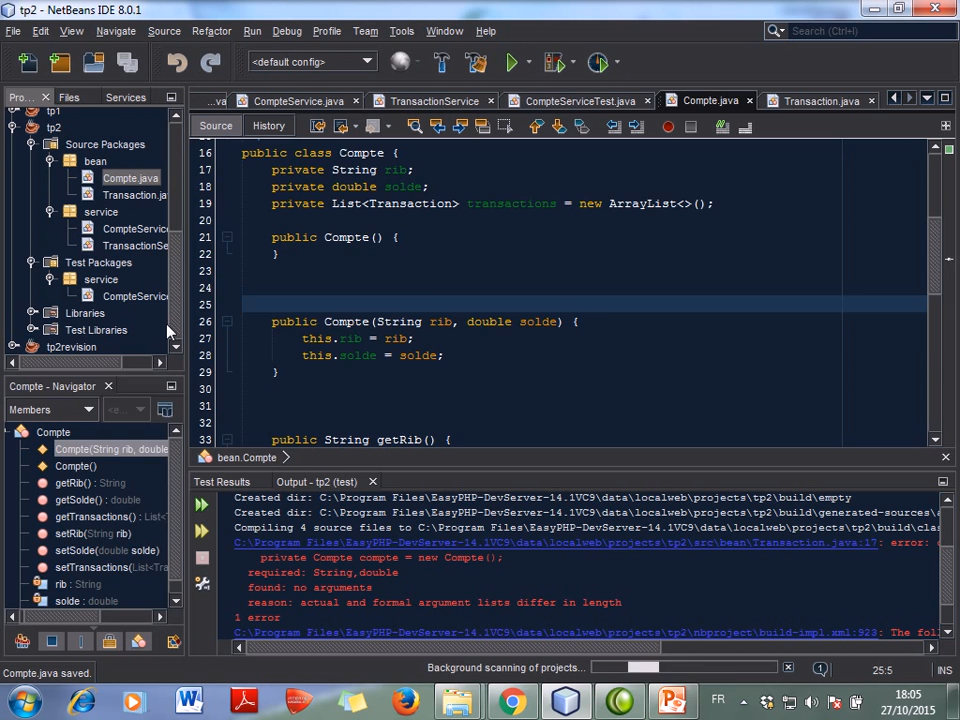 tp2 - NetBeans IDE 8.0.1
File Edit View Navigate Source Refactor Run Debug Profile Team Tools Window Help
Search (Ctrl+I)
<default config>
Pro... Files Services
...va CompteService.java TransactionService CompteServiceTest.java Compte.java Transaction.java
Source History
tp1
tp2
Source Packages
bean
Compte.java
Transaction.ja
service
CompteServic
TransactionSe
Test Packages
service
CompteServic
Libraries
Test Libraries
tp2revision
16 public class Compte {
17 private String rib;
18 private double solde;
19 private List<Transaction> transactions = new ArrayList<>();
20
21 public Compte() {
22 }
23
24
25
26 public Compte(String rib, double solde) {
27 this.rib = rib;
28 this.solde = solde;
29 }
30
31
32
33 public String getRib() {
bean.Compte
Compte - Navigator
Members
<e...
Compte
Compte(String rib, double
Compte()
getRib() : String
getSolde() : double
getTransactions() : List<T
setRib(String rib)
setSolde(double solde)
setTransactions(List<Tra
rib : String
solde : double
Test Results Output - tp2 (test)
Created dir: C:\Program Files\EasyPHP-DevServer-14.1VC9\data\localweb\projects\tp2\build\empty
Created dir: C:\Program Files\EasyPHP-DevServer-14.1VC9\data\localweb\projects\tp2\build\generated-sources\
Compiling 4 source files to C:\Program Files\EasyPHP-DevServer-14.1VC9\data\localweb\projects\tp2\build\clas
C:\Program Files\EasyPHP-DevServer-14.1VC9\data\localweb\projects\tp2\src\bean\Transaction.java:17: error:
private Compte compte = new Compte();
required: String,double
found: no arguments
reason: actual and formal argument lists differ in length
1 error
C:\Program Files\EasyPHP-DevServer-14.1VC9\data\localweb\projects\tp2\nbproject\build-impl.xml:923: The foll
Compte.java saved.
Background scanning of projects...
1
25:5
INS
FR
18:05
27/10/2015